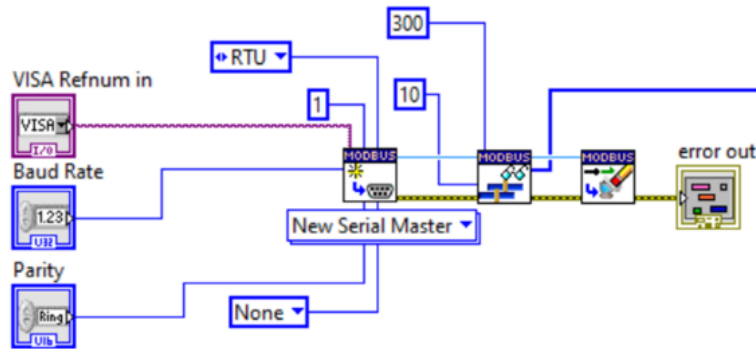 300
RTU
VISA Refnum in
1
10
VISA
I/O
MODBUS
MODBUS
MODBUS
error out
Baud Rate
1.23
U32
New Serial Master
Parity
Ring
None
U16